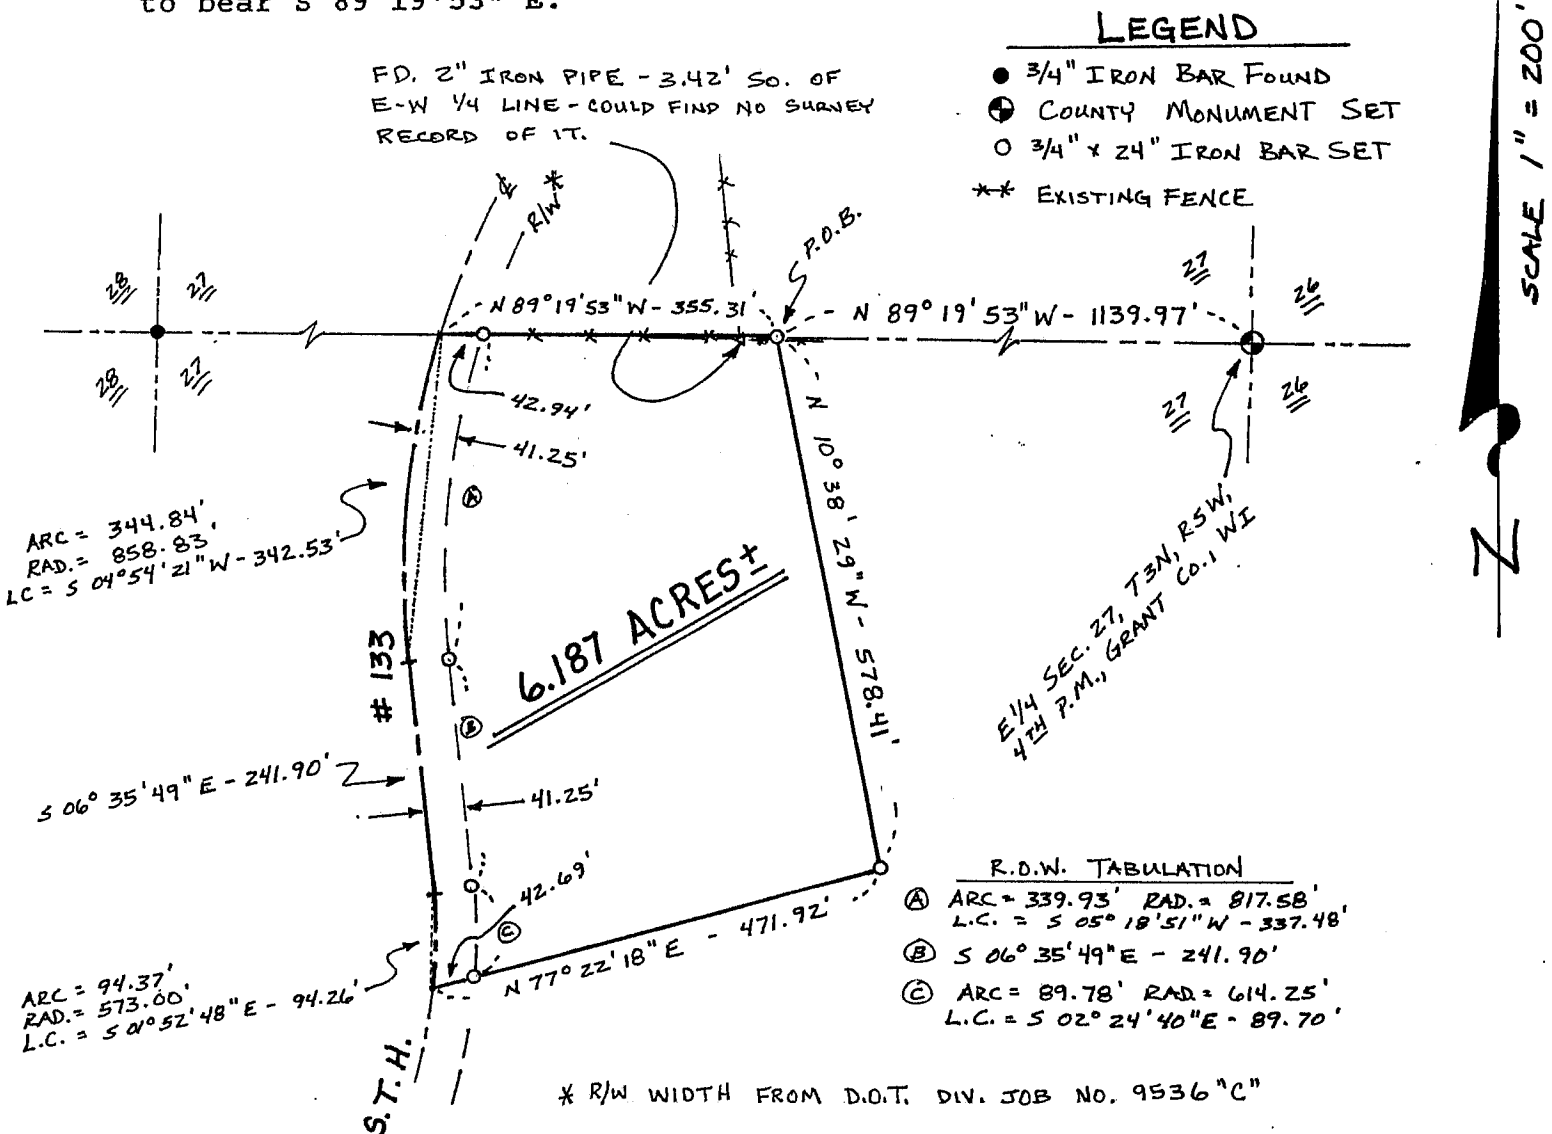 to bear S 89°19'53" E.
LEGEND
3/4" IRON BAR FOUND
COUNTY MONUMENT SET
3/4" x 24" IRON BAR SET
EXISTING FENCE
SCALE 1" = 200'
FD. 2" IRON PIPE - 3.42' SO. OF
E-W 1/4 LINE - COULD FIND NO SURVEY
RECORD OF IT.
℄
R/W *
P.O.B.
28
27
27
26
N 89° 19' 53" W - 355.31'
N 89° 19' 53" W - 1139.97'
28
27
27
26
42.94'
41.25'
A
N 10° 38' 29" W - 578.41'
ARC = 344.84'
RAD. = 858.83'
LC = S 04° 54' 21" W - 342.53'
6.187 ACRES ±
E 1/4 SEC. 27, T3N, R5W,
4TH P.M., GRANT CO., WI
N
# 133
B
S 06° 35' 49" E - 241.90'
41.25'
42.69'
C
N 77° 22' 18" E - 471.92'
R.O.W. TABULATION
A ARC = 339.93' RAD. = 817.58'
L.C. = S 05° 18' 51" W - 337.48'
B S 06° 35' 49" E - 241.90'
C ARC = 89.78' RAD. = 614.25'
L.C. = S 02° 24' 40" E - 89.70'
ARC = 94.37'
RAD. = 573.00'
L.C. = S 01° 52' 48" E - 94.26'
S.T.H.
* R/W WIDTH FROM D.O.T. DIV. JOB NO. 9536 "C"